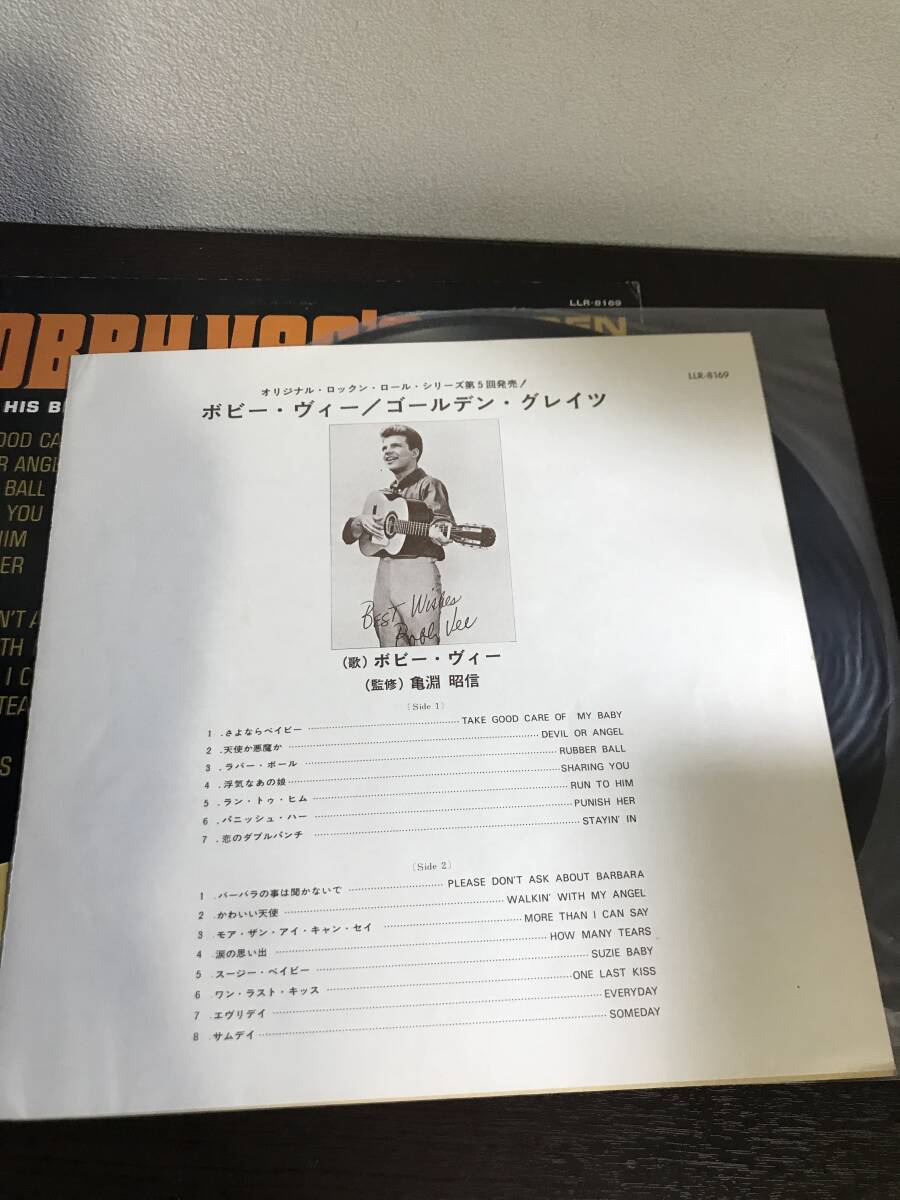 LLR-8169
OBBY VEE'S
HIS B
OOD CA
R ANGL
BALL
YOU
HIM
ER
N'T A
TH
I C
TEA
S
LLR-8169
オリジナル・ロックン・ロール・シリーズ第5回発売!
ボビー・ヴィー/ゴールデン・グレイツ
BEST WISHES
Bobby Vee
(歌) ボビー・ヴィー
(監修) 亀淵 昭信
〔Side 1〕
1 .さよならベイビー TAKE GOOD CARE OF MY BABY
2 .天使か悪魔か DEVIL OR ANGEL
3 .ラバー・ボール RUBBER BALL
4 .浮気なあの娘 SHARING YOU
5 .ラン・トゥ・ヒム RUN TO HIM
6 .パニッシュ・ハー PUNISH HER
7 .恋のダブルパンチ STAYIN' IN
〔Side 2〕
1 .バーバラの事は聞かないで PLEASE DON'T ASK ABOUT BARBARA
2 .かわいい天使 WALKIN' WITH MY ANGEL
3 .モア・ザン・アイ・キャン・セイ MORE THAN I CAN SAY
4 .涙の思い出 HOW MANY TEARS
5 .スージー・ベイビー SUZIE BABY
6 .ワン・ラスト・キッス ONE LAST KISS
7 .エヴリデイ EVERYDAY
8 .サムデイ SOMEDAY